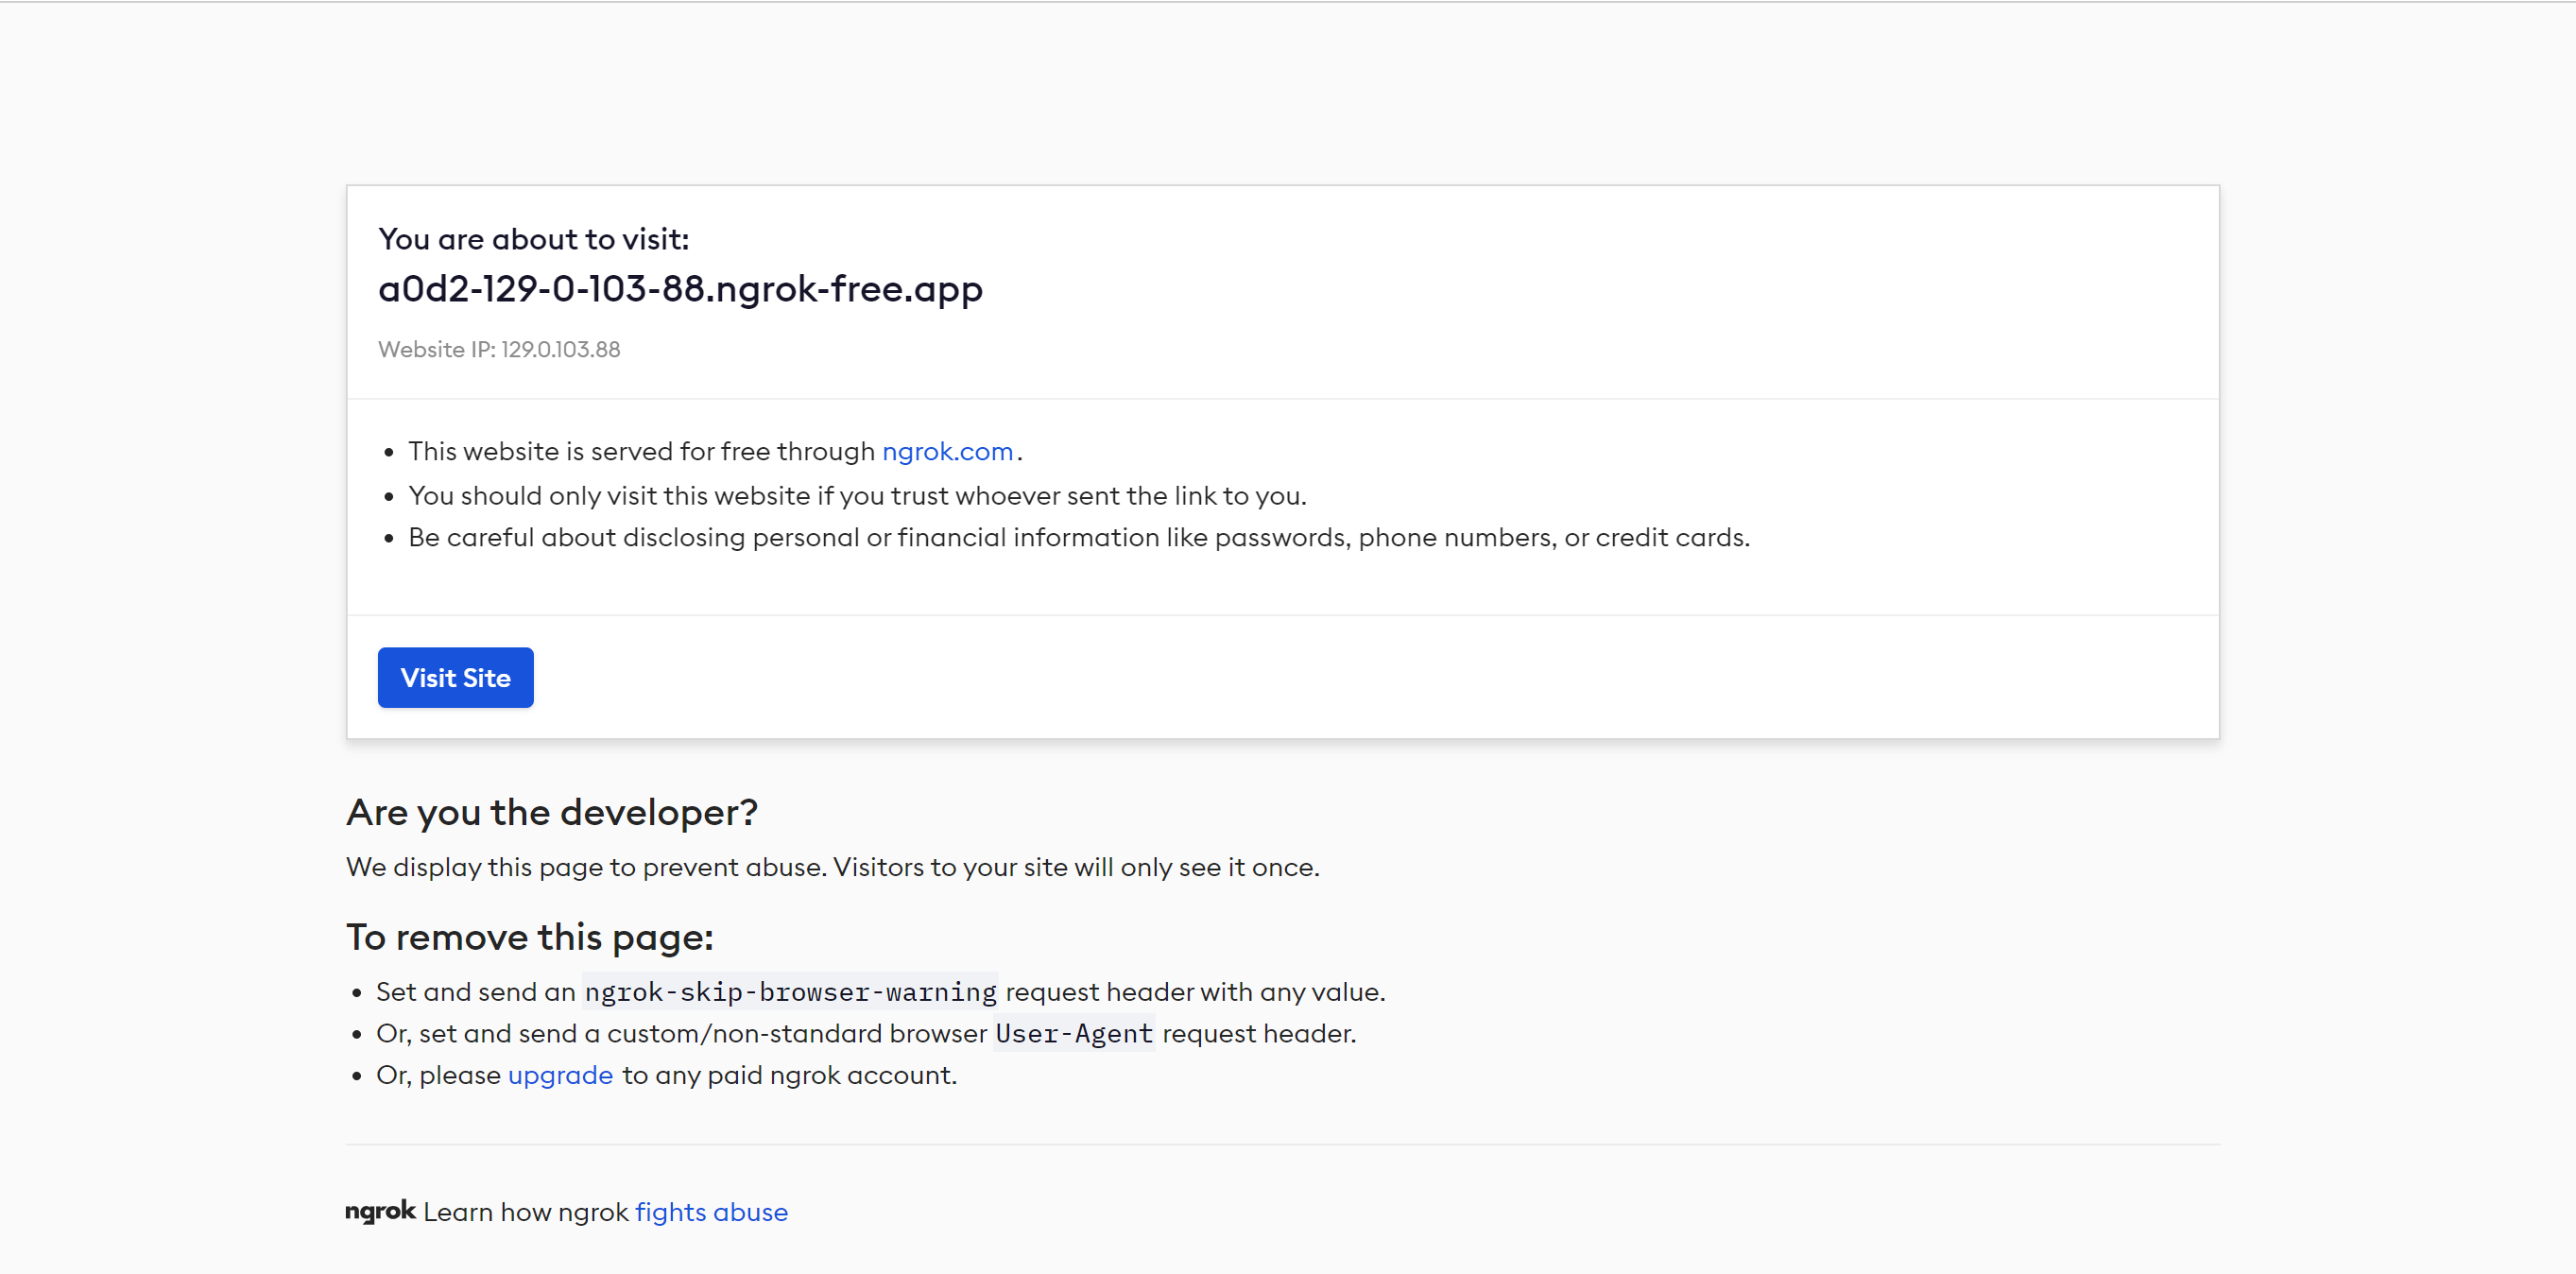 You are about to visit:
a0d2-129-0-103-88.ngrok-free.app
Website IP: 129.0.103.88
• This website is served for free through ngrok.com.
• You should only visit this website if you trust whoever sent the link to you.
• Be careful about disclosing personal or financial information like passwords, phone numbers, or credit cards.
Visit Site
Are you the developer?
We display this page to prevent abuse. Visitors to your site will only see it once.
To remove this page:
• Set and send an ngrok-skip-browser-warning request header with any value.
• Or, set and send a custom/non-standard browser User-Agent request header.
• Or, please upgrade to any paid ngrok account.
ngrok Learn how ngrok fights abuse